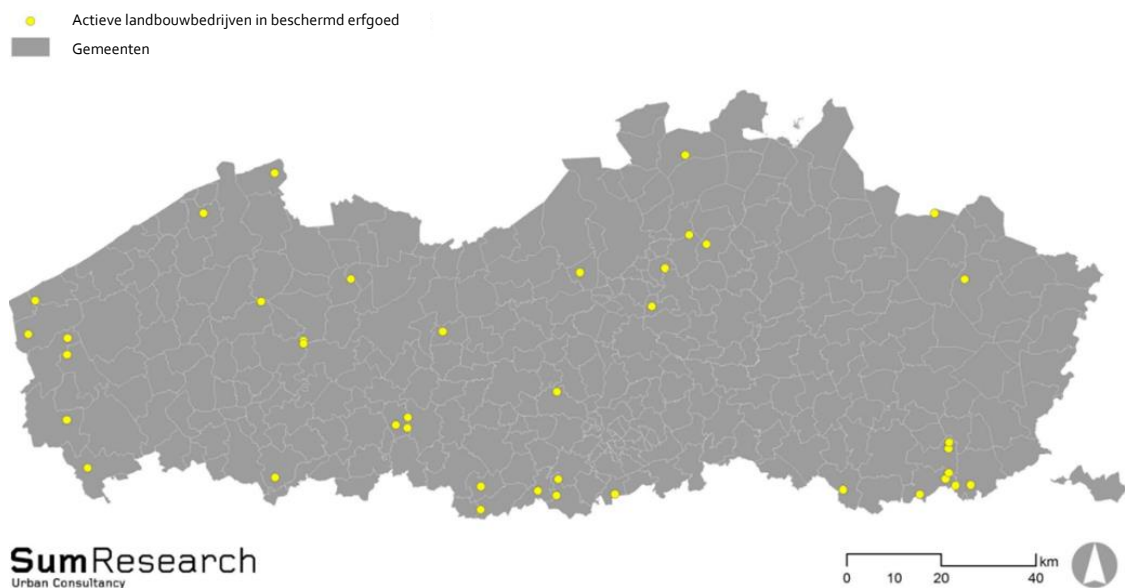 Actieve landbouwbedrijven in beschermd erfgoed
Gemeenten
SumResearch
Urban Consultancy
km
0 10 20 40